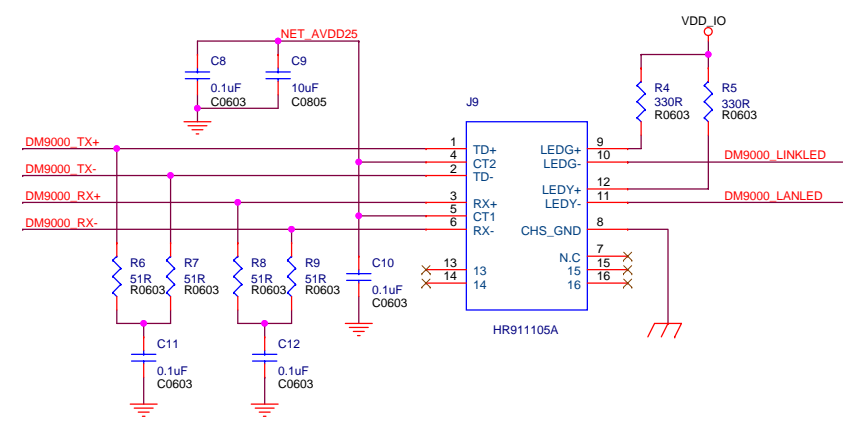 VDD_IO
NET_AVDD25
C8
0.1uF
C0603
C9
10uF
C0805
R4
330R
R0603
R5
330R
R0603
J9
DM9000_TX+
DM9000_TX-
DM9000_RX+
DM9000_RX-
1 TD+
4 CT2
2 TD-
3 RX+
5 CT1
6 RX-
13 13
14 14
LEDG+ 9
LEDG- 10
LEDY+ 12
LEDY- 11
CHS_GND 8
N.C 7
15 15
16 16
DM9000_LINKLED
DM9000_LANLED
HR911105A
R6
51R
R0603
R7
51R
R0603
R8
51R
R0603
R9
51R
R0603
C10
0.1uF
C0603
C11
0.1uF
C0603
C12
0.1uF
C0603